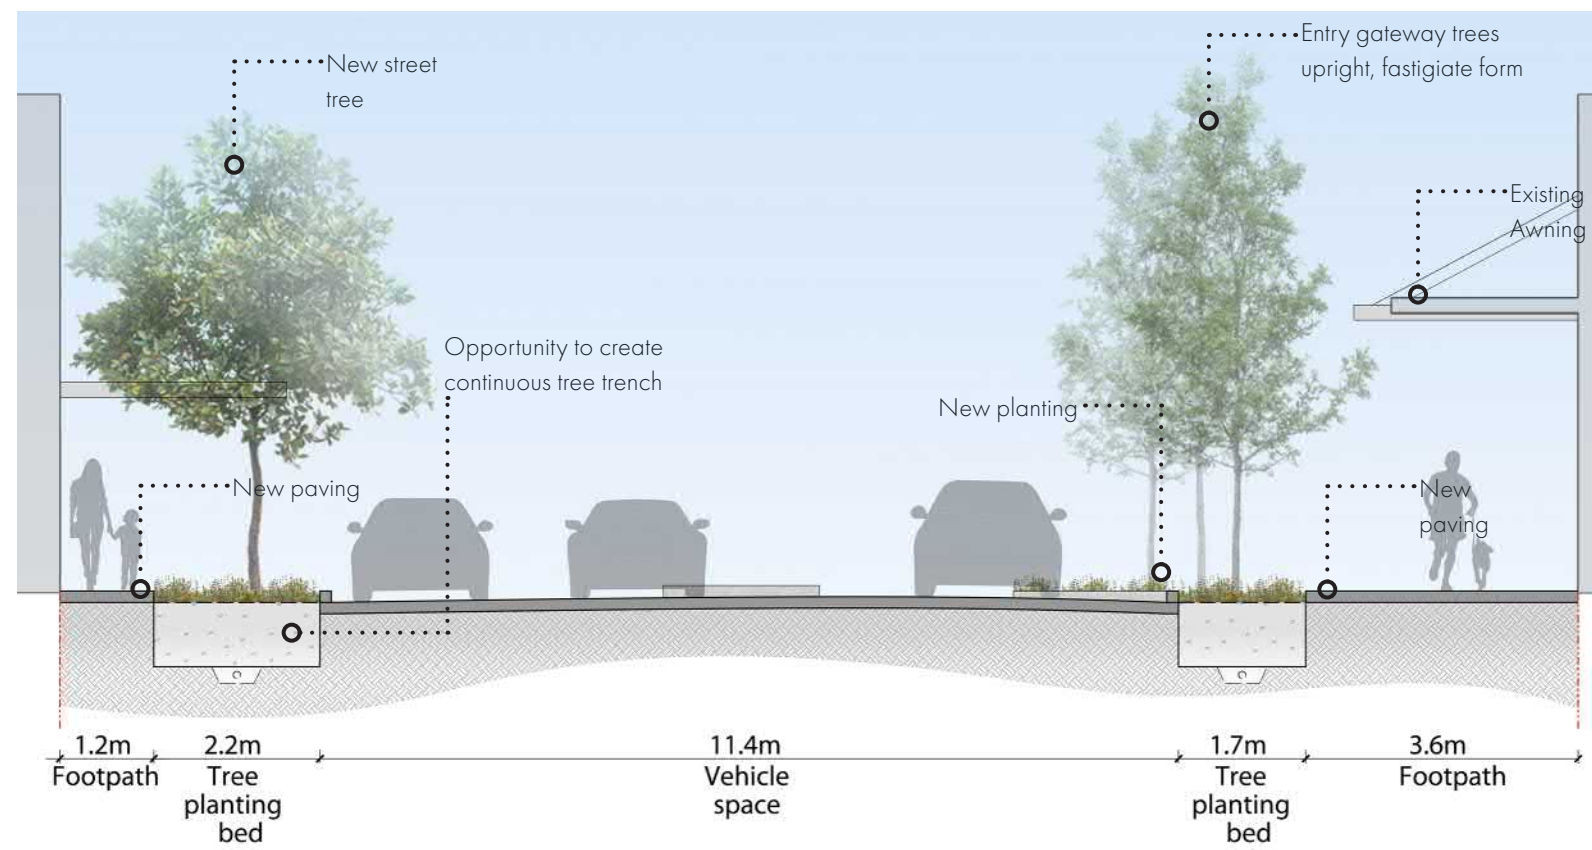 New street
tree
Entry gateway trees
upright, fastigiate form
Existing
Awning
Opportunity to create
continuous tree trench
New planting
New paving
New
paving
1.2m
Footpath
2.2m
Tree
planting
bed
11.4m
Vehicle
space
1.7m
Tree
planting
bed
3.6m
Footpath